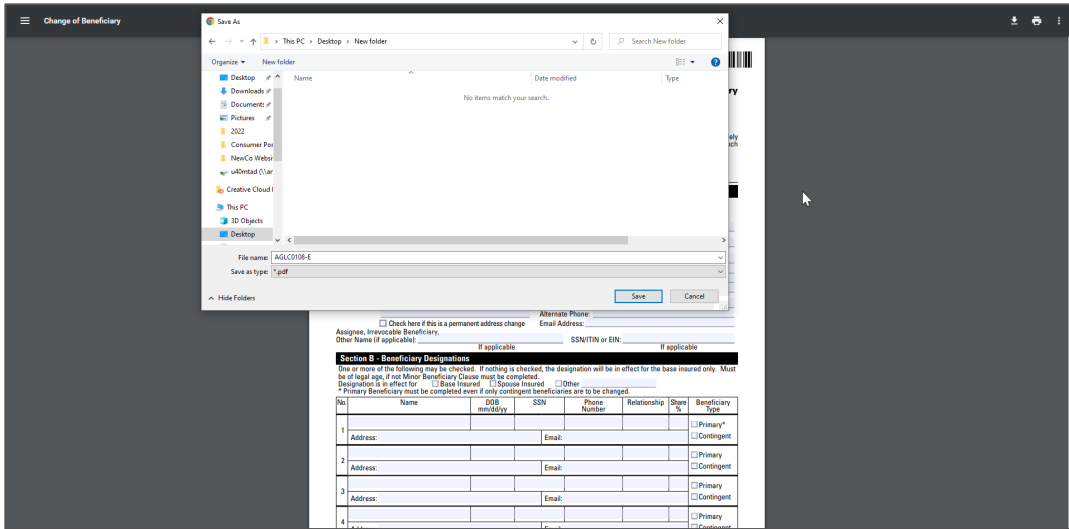 Change of Beneficiary
Save As
This PC > Desktop > New folder
Search New folder
Organize
New folder
Name
Date modified
Type
No items match your search.
Desktop
Downloads
Documents
Pictures
2022
Consumer Por
NewCo Websi
u40mtad (\\ar
Creative Cloud
This PC
3D Objects
Desktop
File name: AGLC0108-E
Save as type: *.pdf
Hide Folders
Save
Cancel
ry
ely
Alternate Phone:
Check here if this is a permanent address change Email Address:
Assignee, Irrevocable Beneficiary,
Other Name (if applicable): SSN/ITIN or EIN:
If applicable If applicable
Section B - Beneficiary Designations
One or more of the following may be checked. If nothing is checked, the designation will be in effect for the base insured only. Must
be of legal age, if not Minor Beneficiary Clause must be completed.
Designation is in effect for Base Insured Spouse Insured Other
* Primary Beneficiary must be completed even if only contingent beneficiaries are to be changed.
No. Name DOB mm/dd/yy SSN Phone Number Relationship Share % Beneficiary Type
1 Primary*
Address: Email: Contingent
2 Primary
Address: Email: Contingent
3 Primary
Address: Email: Contingent
4 Primary